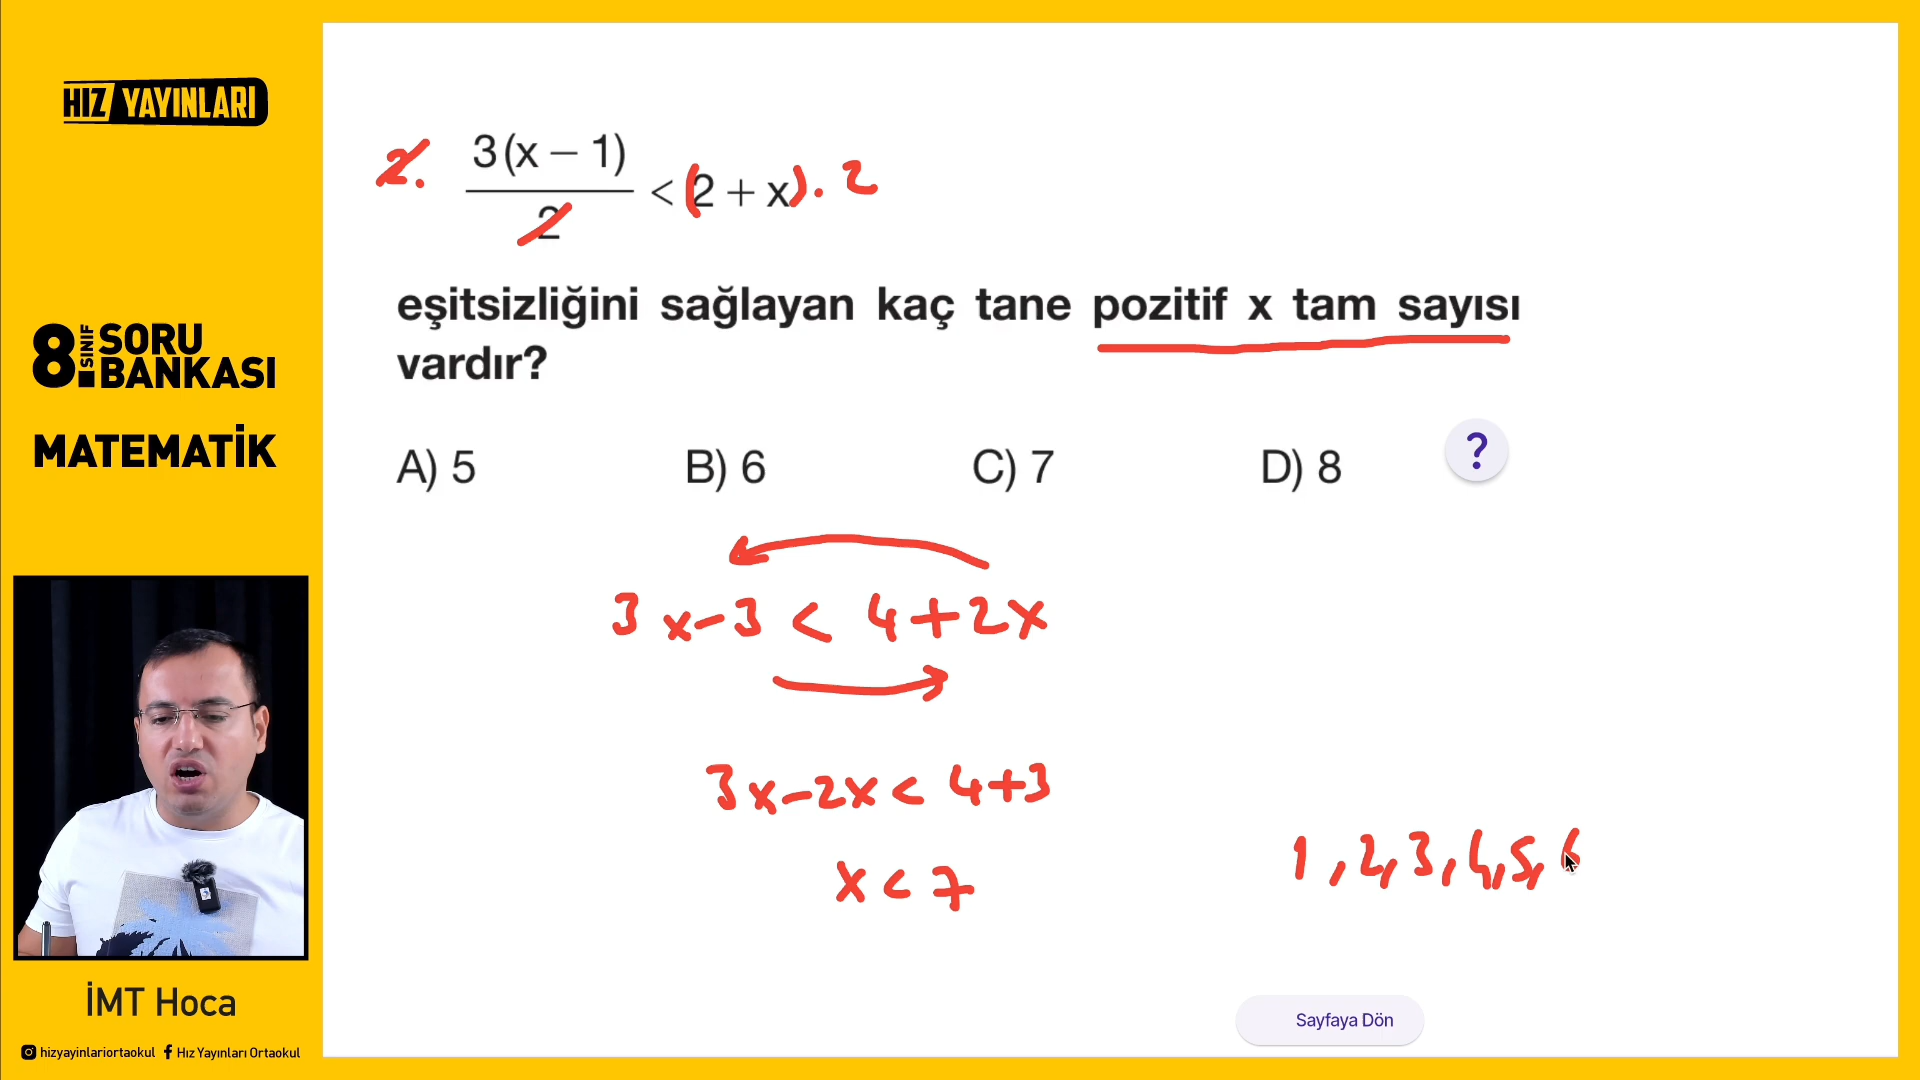 HIZ YAYINLARI
8. SINIF SORU BANKASI
MATEMATİK
İMT Hoca
hizyayinlariortaokul Hız Yayınları Ortaokul
2. 3(x – 1) / 2 < (2 + x) . 2
eşitsizliğini sağlayan kaç tane pozitif x tam sayısı
vardır?
A) 5 B) 6 C) 7 D) 8 ?
3x-3 < 4+2x
3x-2x < 4+3
x < 7
1, 2, 3, 4, 5, 6
Sayfaya Dön